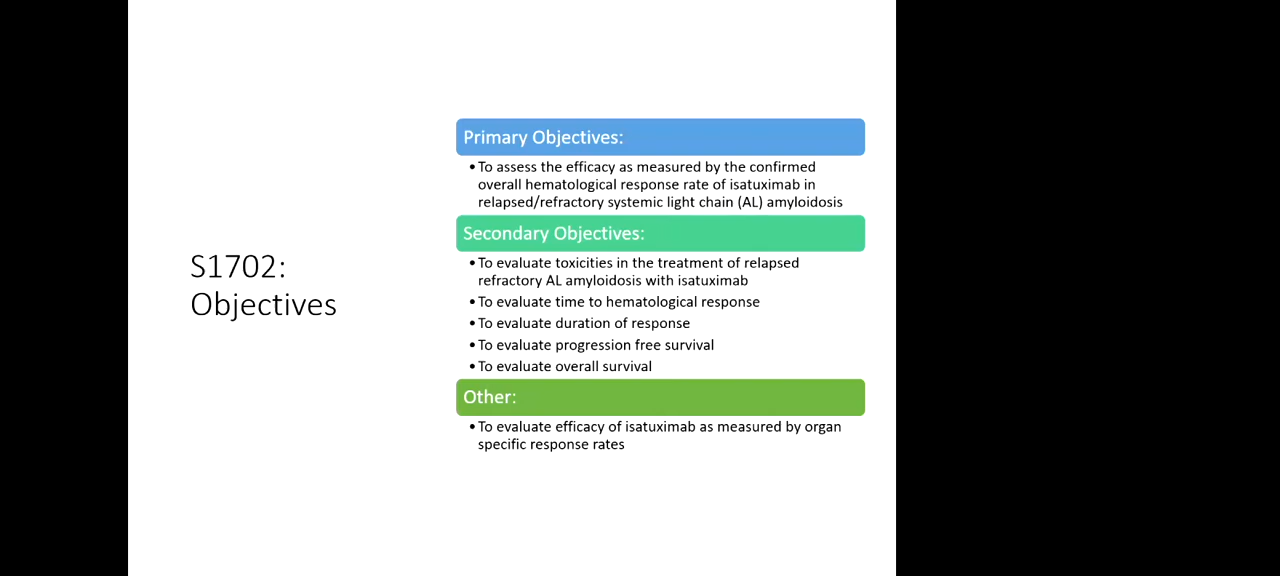 S1702:
Objectives
Primary Objectives:
•To assess the efficacy as measured by the confirmed
overall hematological response rate of isatuximab in
relapsed/refractory systemic light chain (AL) amyloidosis
Secondary Objectives:
•To evaluate toxicities in the treatment of relapsed
refractory AL amyloidosis with isatuximab
•To evaluate time to hematological response
•To evaluate duration of response
•To evaluate progression free survival
•To evaluate overall survival
Other:
•To evaluate efficacy of isatuximab as measured by organ
specific response rates